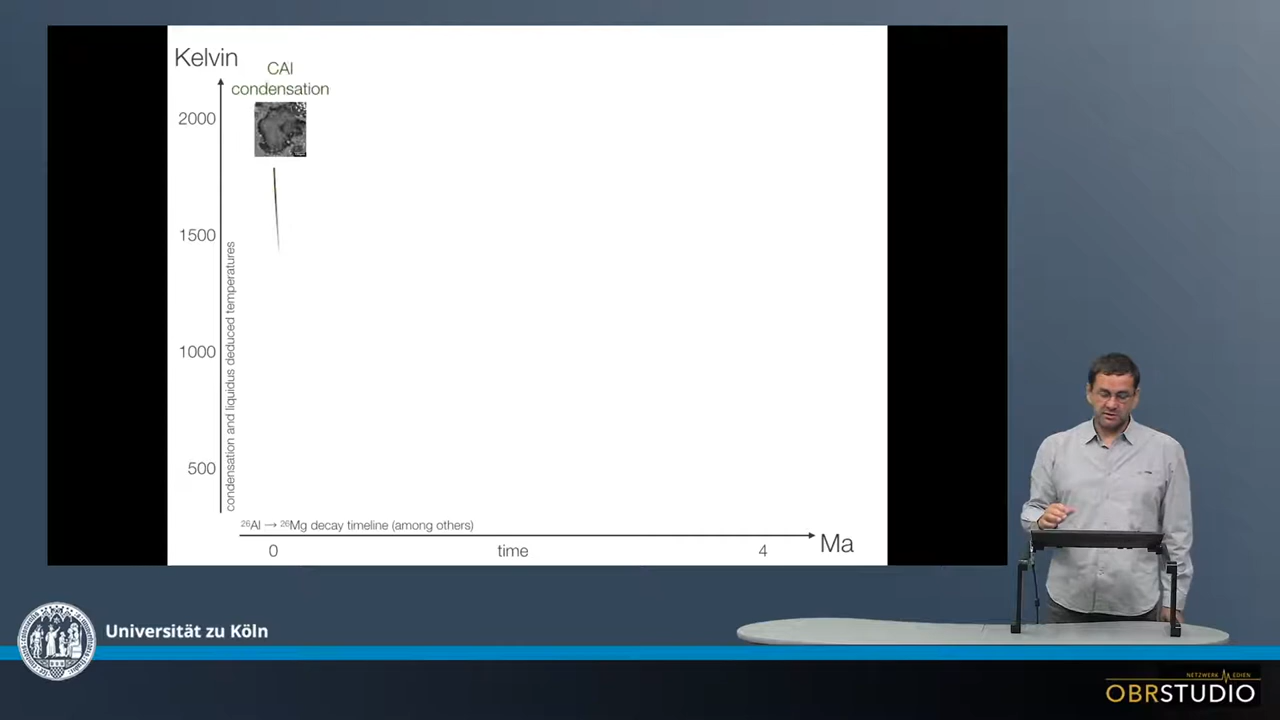 Kelvin
CAI
condensation
2000
1500
1000
500
condensation and liquidus deduced temperatures
²⁶Al → ²⁶Mg decay timeline (among others)
0
time
4
Ma
Universität zu Köln
NETZWERK MEDIEN
OBRSTUDIO